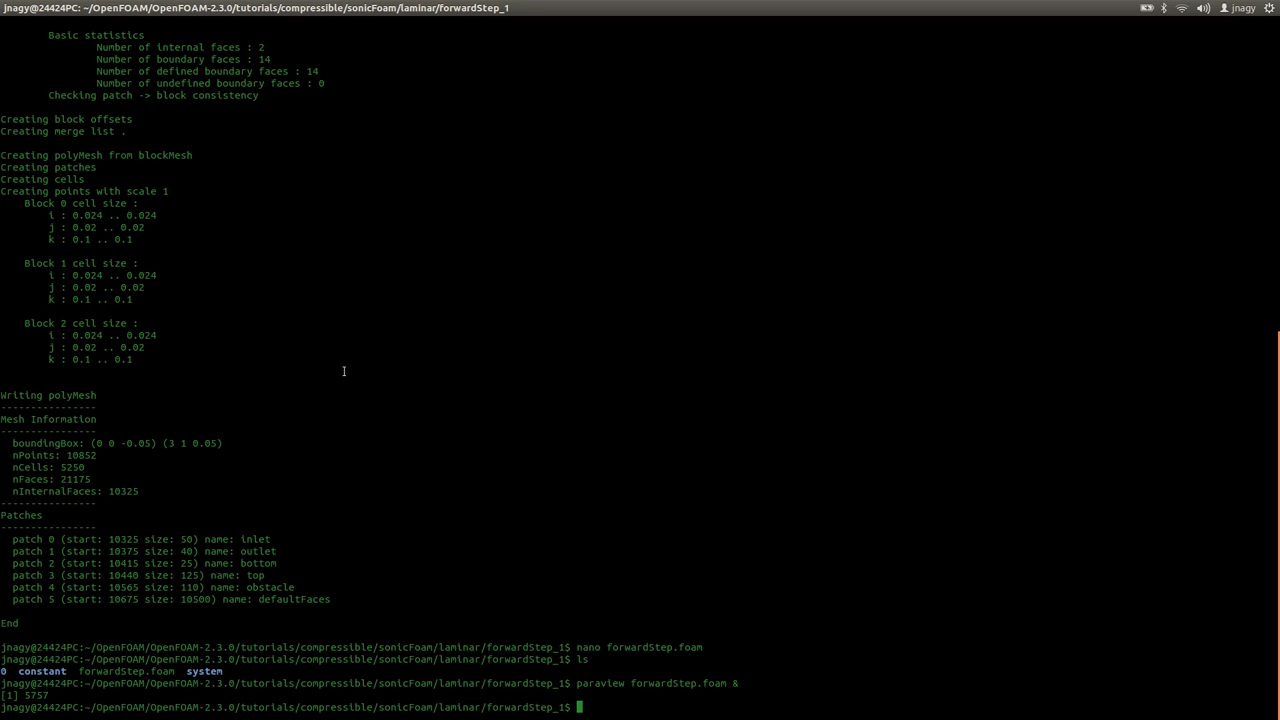 jnagy@24424PC: ~/OpenFOAM/OpenFOAM-2.3.0/tutorials/compressible/sonicFoam/laminar/forwardStep_1
jnagy
Basic statistics
Number of internal faces : 2
Number of boundary faces : 14
Number of defined boundary faces : 14
Number of undefined boundary faces : 0
Checking patch -> block consistency
Creating block offsets
Creating merge list .
Creating polyMesh from blockMesh
Creating patches
Creating cells
Creating points with scale 1
Block 0 cell size :
i : 0.024 .. 0.024
j : 0.02 .. 0.02
k : 0.1 .. 0.1
Block 1 cell size :
i : 0.024 .. 0.024
j : 0.02 .. 0.02
k : 0.1 .. 0.1
Block 2 cell size :
i : 0.024 .. 0.024
j : 0.02 .. 0.02
k : 0.1 .. 0.1
Writing polyMesh
----------------
Mesh Information
----------------
boundingBox: (0 0 -0.05) (3 1 0.05)
nPoints: 10852
nCells: 5250
nFaces: 21175
nInternalFaces: 10325
----------------
Patches
----------------
patch 0 (start: 10325 size: 50) name: inlet
patch 1 (start: 10375 size: 40) name: outlet
patch 2 (start: 10415 size: 25) name: bottom
patch 3 (start: 10440 size: 125) name: top
patch 4 (start: 10565 size: 110) name: obstacle
patch 5 (start: 10675 size: 10500) name: defaultFaces
End
jnagy@24424PC:~/OpenFOAM/OpenFOAM-2.3.0/tutorials/compressible/sonicFoam/laminar/forwardStep_1$ nano forwardStep.foam
jnagy@24424PC:~/OpenFOAM/OpenFOAM-2.3.0/tutorials/compressible/sonicFoam/laminar/forwardStep_1$ ls
0 constant forwardStep.foam system
jnagy@24424PC:~/OpenFOAM/OpenFOAM-2.3.0/tutorials/compressible/sonicFoam/laminar/forwardStep_1$ paraview forwardStep.foam &
[1] 5757
jnagy@24424PC:~/OpenFOAM/OpenFOAM-2.3.0/tutorials/compressible/sonicFoam/laminar/forwardStep_1$